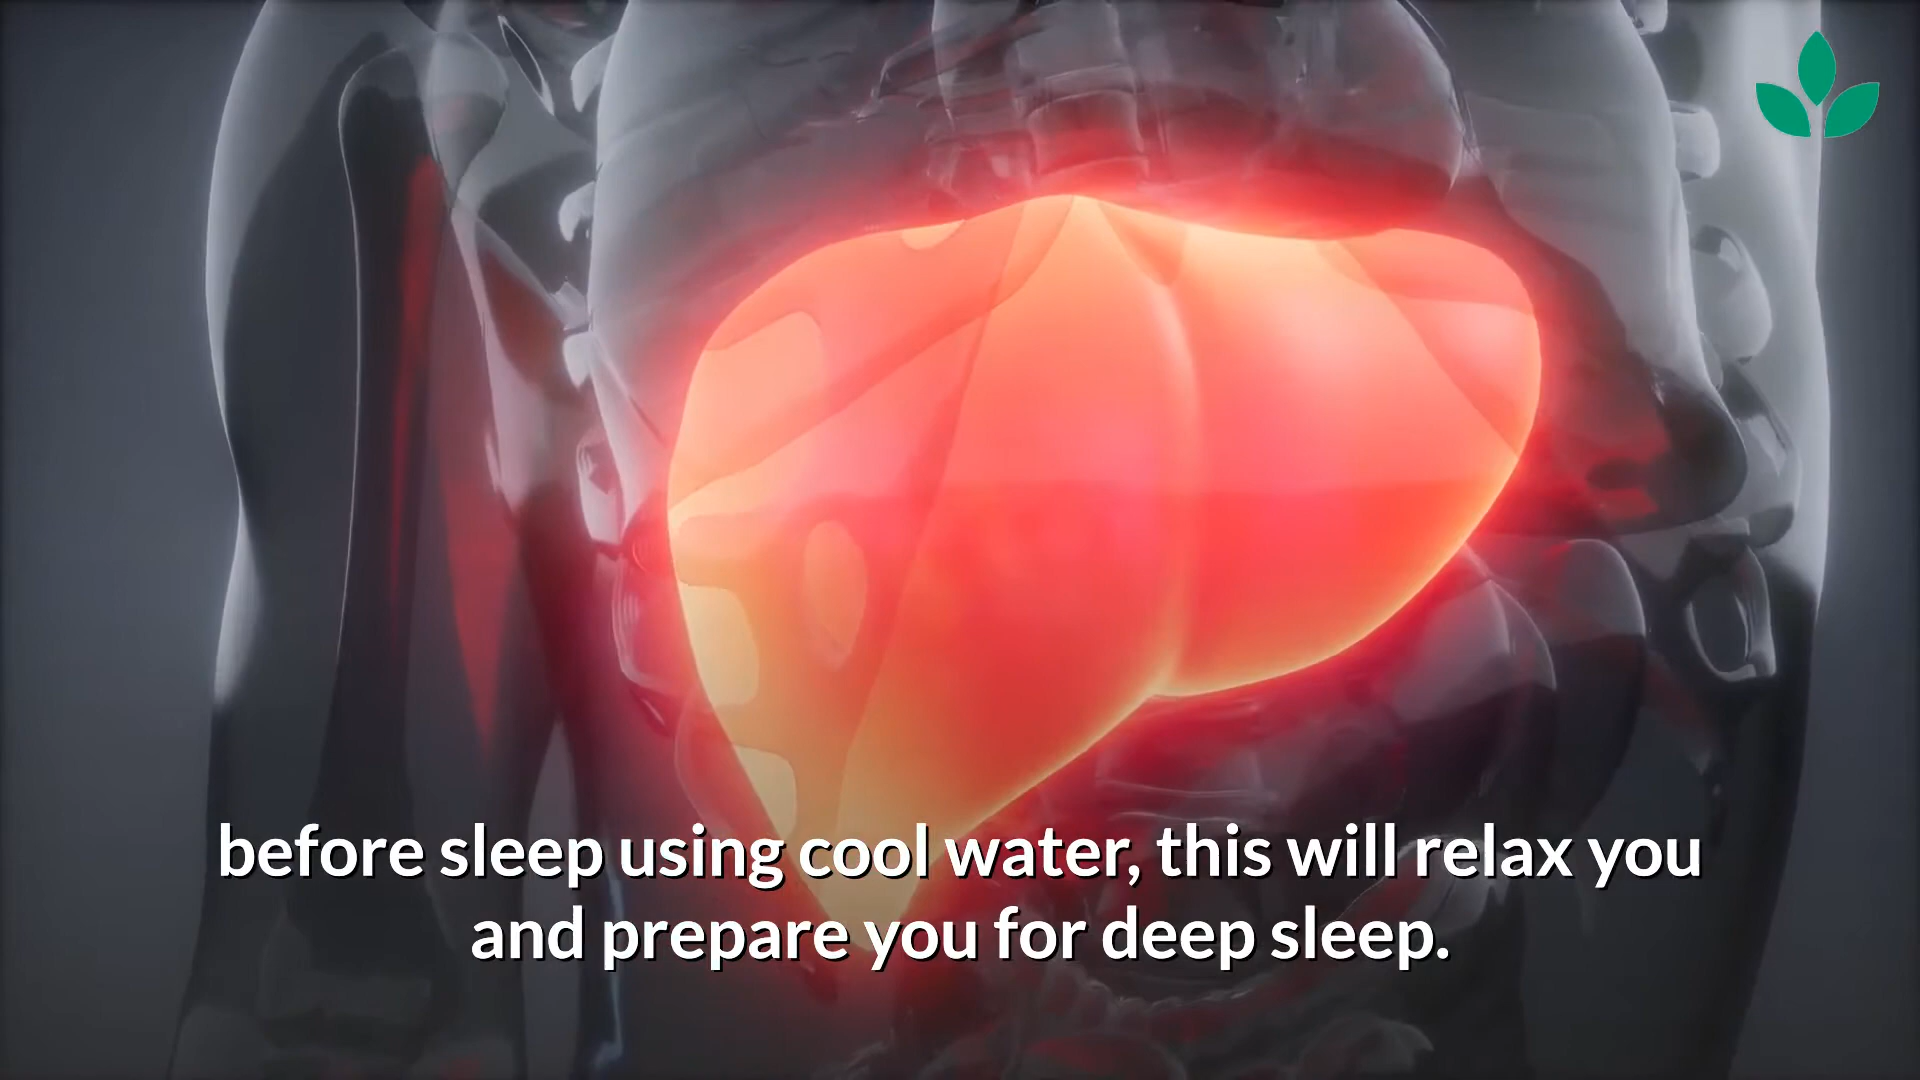 before sleep using cool water, this will relax you
and prepare you for deep sleep.